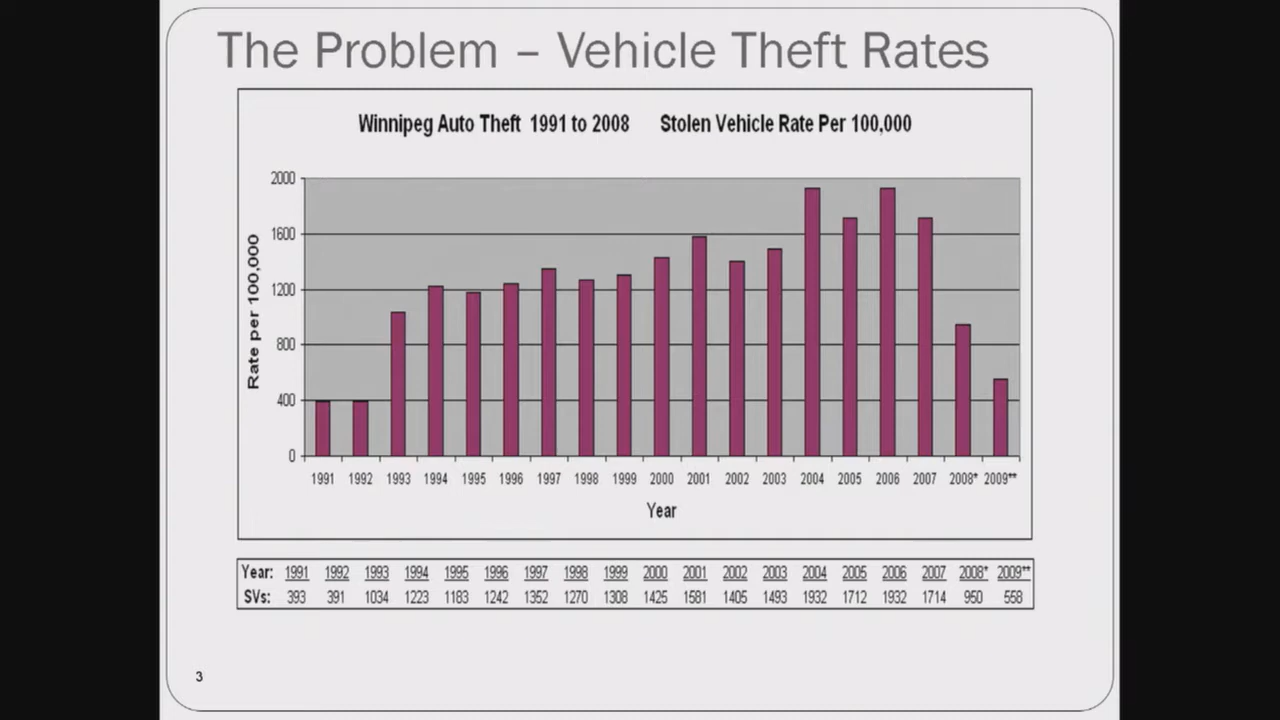 The Problem – Vehicle Theft Rates
Winnipeg Auto Theft 1991 to 2008 Stolen Vehicle Rate Per 100,000
Rate per 100,000
2000
1600
1200
800
400
0
1991 1992 1993 1994 1995 1996 1997 1998 1999 2000 2001 2002 2003 2004 2005 2006 2007 2008* 2009**
Year
Year: 1991 1992 1993 1994 1995 1996 1997 1998 1999 2000 2001 2002 2003 2004 2005 2006 2007 2008* 2009**
SVs: 393 391 1034 1223 1183 1242 1352 1270 1308 1425 1581 1405 1493 1932 1712 1932 1714 950 558
3